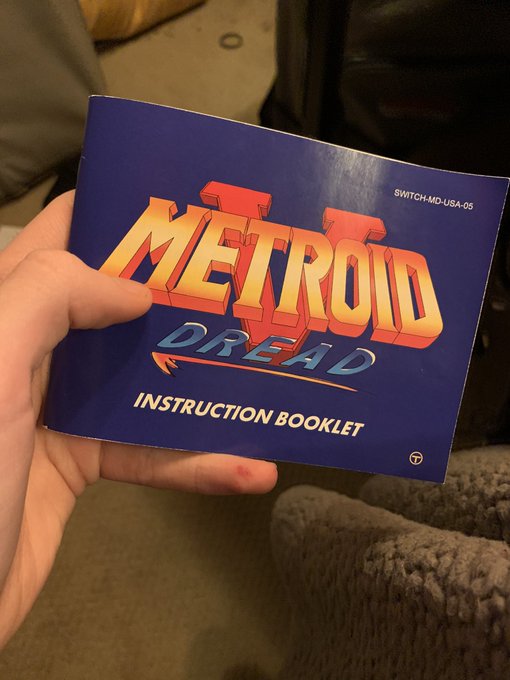 SWITCH-MD-USA-05
V
METROID
DREAD
INSTRUCTION BOOKLET
T